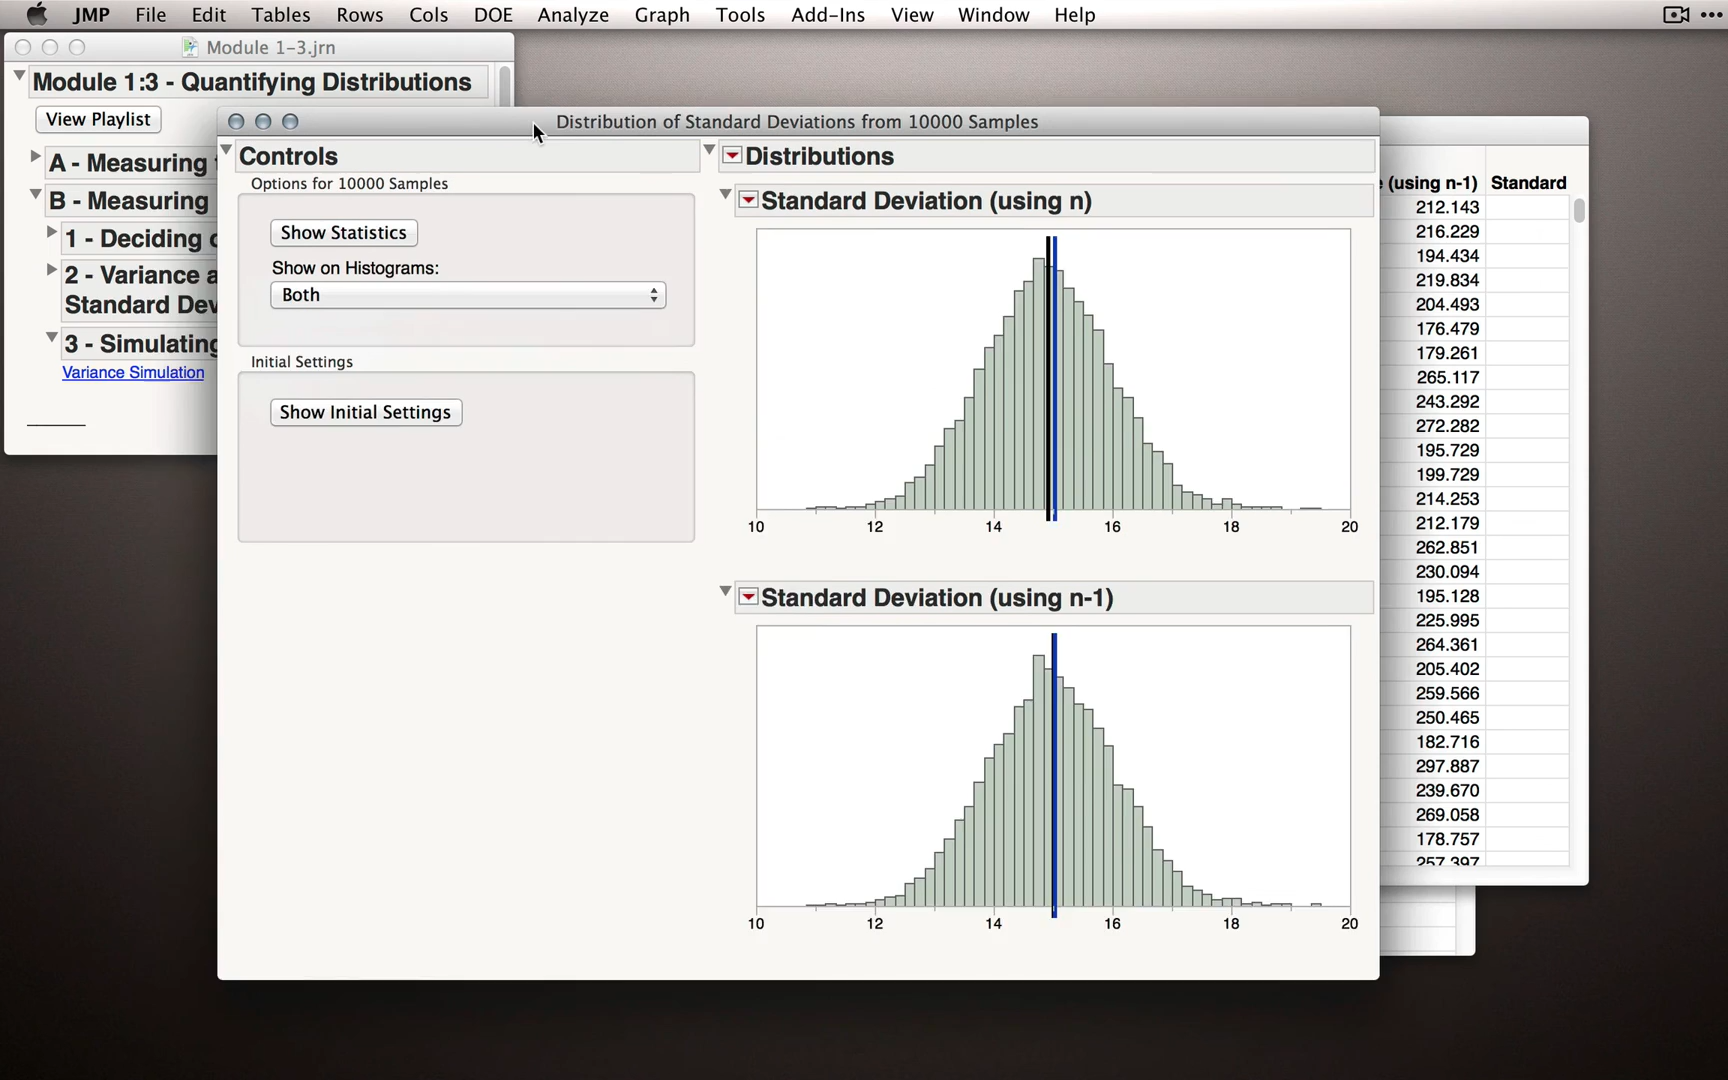 JMP File Edit Tables Rows Cols DOE Analyze Graph Tools Add-Ins View Window Help
Module 1-3.jrn
Module 1:3 - Quantifying Distributions
View Playlist
A - Measuring
B - Measuring
1 - Deciding
2 - Variance
Standard Dev
3 - Simulating
Variance Simulation
Distribution of Standard Deviations from 10000 Samples
Controls
Options for 10000 Samples
Show Statistics
Show on Histograms:
Both
Initial Settings
Show Initial Settings
Distributions
Standard Deviation (using n)
10 12 14 16 18 20
Standard Deviation (using n-1)
10 12 14 16 18 20
(using n-1) Standard
212.143
216.229
194.434
219.834
204.493
176.479
179.261
265.117
243.292
272.282
195.729
199.729
214.253
212.179
262.851
230.094
195.128
225.995
264.361
205.402
259.566
250.465
182.716
297.887
239.670
269.058
178.757
257.397